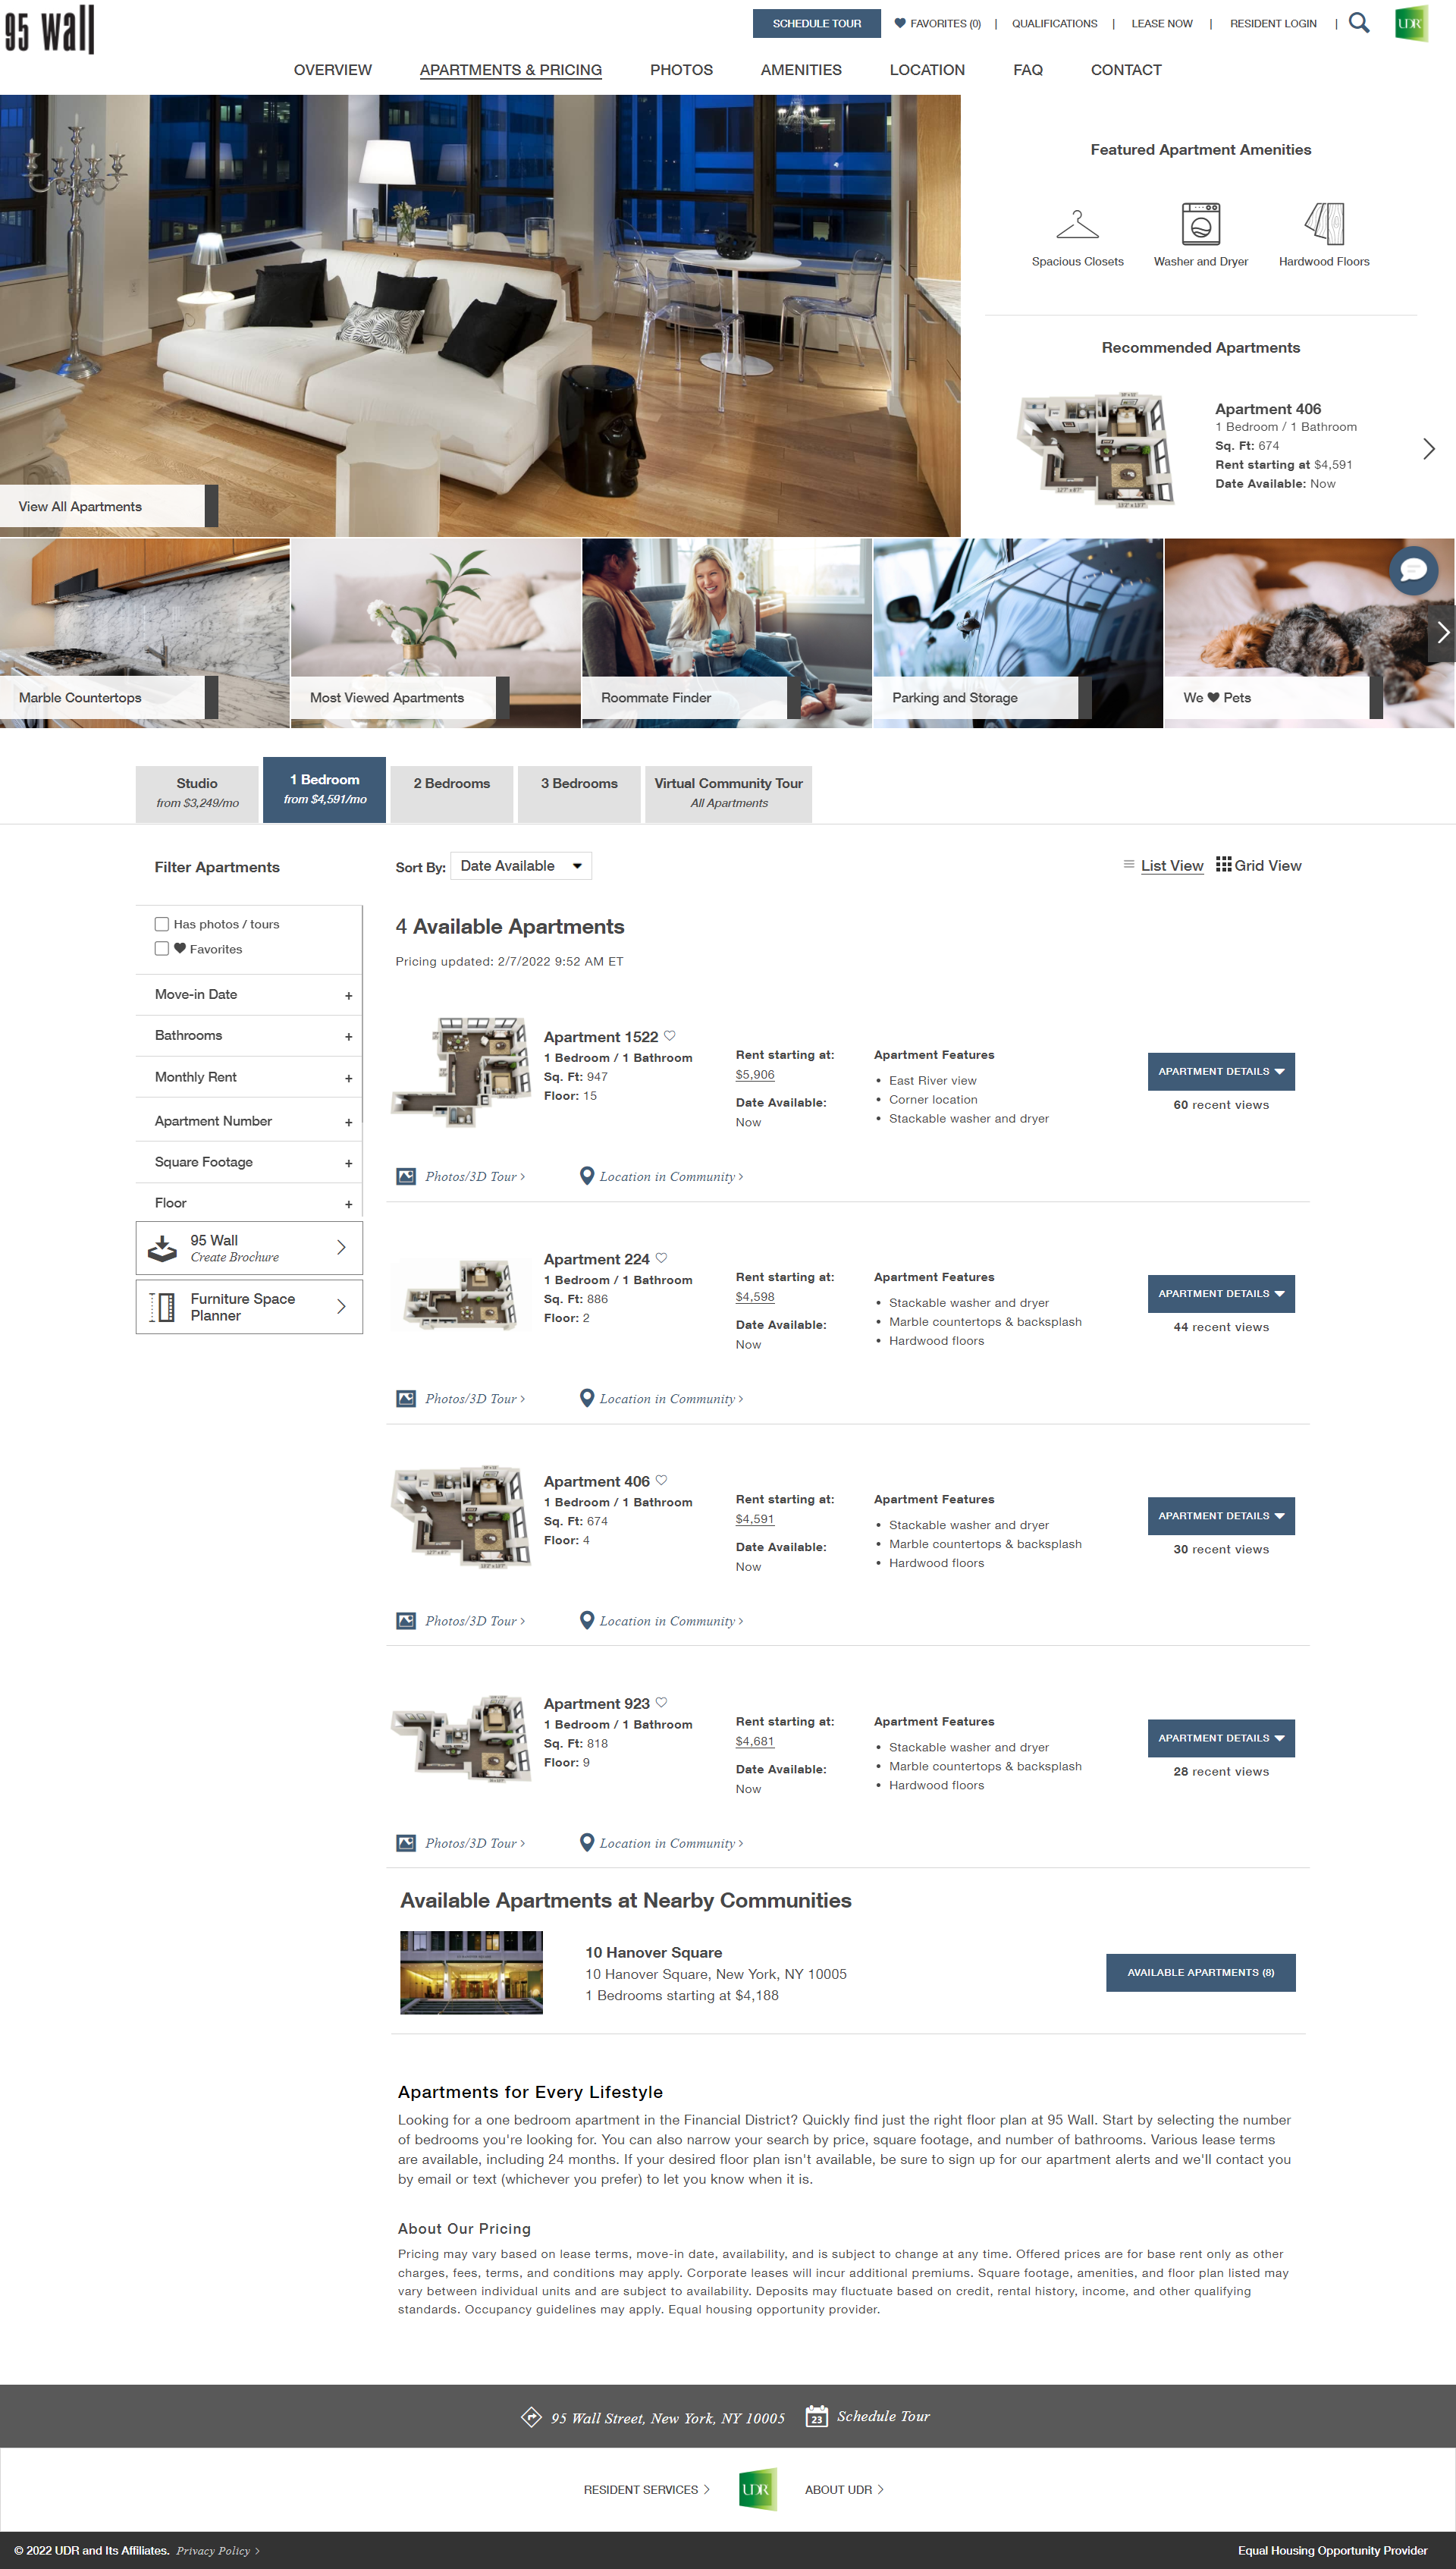 95 wall
SCHEDULE TOUR
FAVORITES (0) | QUALIFICATIONS | LEASE NOW | RESIDENT LOGIN |
UDR
OVERVIEW APARTMENTS & PRICING PHOTOS AMENITIES LOCATION FAQ CONTACT
View All Apartments
Featured Apartment Amenities
Spacious Closets Washer and Dryer Hardwood Floors
Recommended Apartments
Apartment 406
1 Bedroom / 1 Bathroom
Sq. Ft: 674
Rent starting at $4,591
Date Available: Now
Marble Countertops
Most Viewed Apartments
Roommate Finder
Parking and Storage
We ♥ Pets
Studio
from $3,249/mo
1 Bedroom
from $4,591/mo
2 Bedrooms
3 Bedrooms
Virtual Community Tour
All Apartments
Filter Apartments
Has photos / tours
Favorites
Move-in Date +
Bathrooms +
Monthly Rent +
Apartment Number +
Square Footage +
Floor +
95 Wall
Create Brochure
Furniture Space
Planner
Sort By: Date Available
List View Grid View
4 Available Apartments
Pricing updated: 2/7/2022 9:52 AM ET
Apartment 1522
1 Bedroom / 1 Bathroom
Sq. Ft: 947
Floor: 15
Rent starting at:
$5,906
Date Available:
Now
Apartment Features
• East River view
• Corner location
• Stackable washer and dryer
APARTMENT DETAILS
60 recent views
Photos/3D Tour > Location in Community >
Apartment 224
1 Bedroom / 1 Bathroom
Sq. Ft: 886
Floor: 2
Rent starting at:
$4,598
Date Available:
Now
Apartment Features
• Stackable washer and dryer
• Marble countertops & backsplash
• Hardwood floors
APARTMENT DETAILS
44 recent views
Photos/3D Tour > Location in Community >
Apartment 406
1 Bedroom / 1 Bathroom
Sq. Ft: 674
Floor: 4
Rent starting at:
$4,591
Date Available:
Now
Apartment Features
• Stackable washer and dryer
• Marble countertops & backsplash
• Hardwood floors
APARTMENT DETAILS
30 recent views
Photos/3D Tour > Location in Community >
Apartment 923
1 Bedroom / 1 Bathroom
Sq. Ft: 818
Floor: 9
Rent starting at:
$4,681
Date Available:
Now
Apartment Features
• Stackable washer and dryer
• Marble countertops & backsplash
• Hardwood floors
APARTMENT DETAILS
28 recent views
Photos/3D Tour > Location in Community >
Available Apartments at Nearby Communities
10 Hanover Square
10 Hanover Square, New York, NY 10005
1 Bedrooms starting at $4,188
AVAILABLE APARTMENTS (8)
Apartments for Every Lifestyle
Looking for a one bedroom apartment in the Financial District? Quickly find just the right floor plan at 95 Wall. Start by selecting the number
of bedrooms you're looking for. You can also narrow your search by price, square footage, and number of bathrooms. Various lease terms
are available, including 24 months. If your desired floor plan isn't available, be sure to sign up for our apartment alerts and we'll contact you
by email or text (whichever you prefer) to let you know when it is.
About Our Pricing
Pricing may vary based on lease terms, move-in date, availability, and is subject to change at any time. Offered prices are for base rent only as other
charges, fees, terms, and conditions may apply. Corporate leases will incur additional premiums. Square footage, amenities, and floor plan listed may
vary between individual units and are subject to availability. Deposits may fluctuate based on credit, rental history, income, and other qualifying
standards. Occupancy guidelines may apply. Equal housing opportunity provider.
95 Wall Street, New York, NY 10005
23
Schedule Tour
RESIDENT SERVICES >
UDR
ABOUT UDR >
© 2022 UDR and Its Affiliates. Privacy Policy >
Equal Housing Opportunity Provider